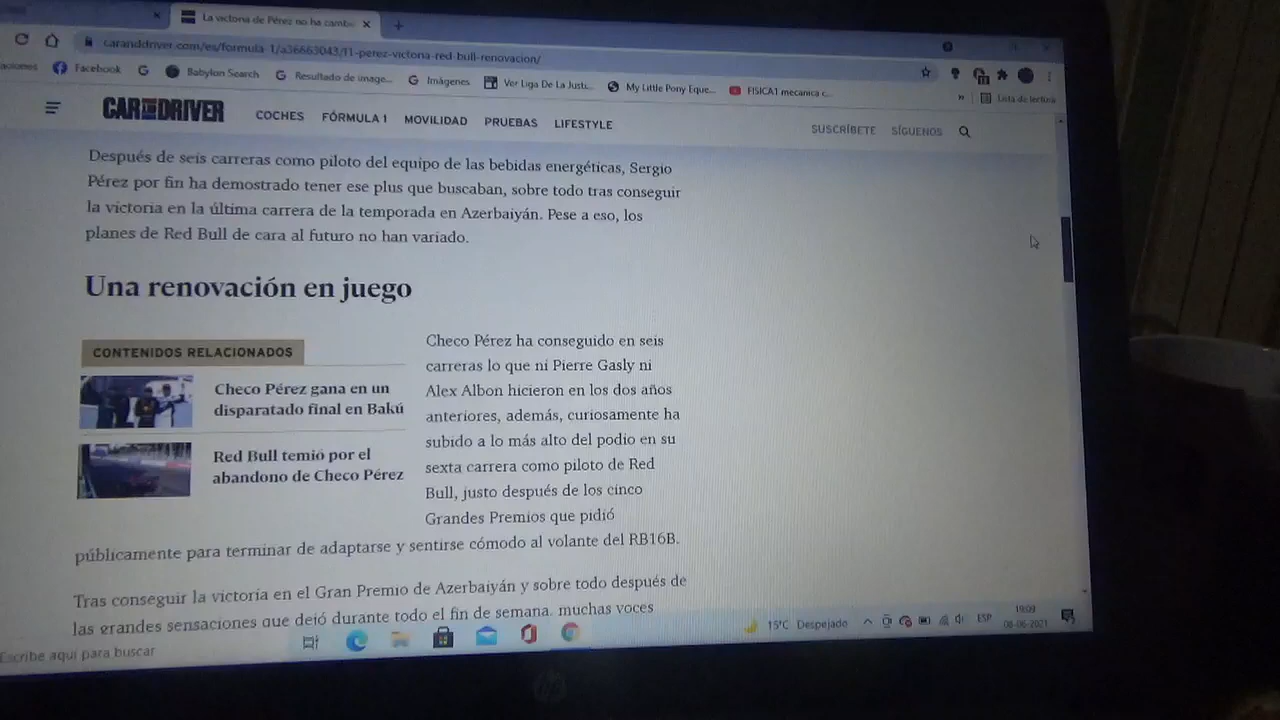 La victoria de Pérez no ha cambi
caranddriver.com/es/formula-1/a36663043/f1-perez-victoria-red-bull-renovacion/
Facebook
Babylon Search
Resultado de image...
Imágenes
Ver Liga De La Justi...
My Little Pony Eque...
FISICA1 mecanica c...
»
Lista de lectura
CAR AND DRIVER
COCHES
FÓRMULA 1
MOVILIDAD
PRUEBAS
LIFESTYLE
SUSCRÍBETE
SÍGUENOS
Después de seis carreras como piloto del equipo de las bebidas energéticas, Sergio
Pérez por fin ha demostrado tener ese plus que buscaban, sobre todo tras conseguir
la victoria en la última carrera de la temporada en Azerbaiyán. Pese a eso, los
planes de Red Bull de cara al futuro no han variado.
Una renovación en juego
CONTENIDOS RELACIONADOS
Checo Pérez gana en un
disparatado final en Bakú
Red Bull temió por el
abandono de Checo Pérez
Checo Pérez ha conseguido en seis
carreras lo que ni Pierre Gasly ni
Alex Albon hicieron en los dos años
anteriores, además, curiosamente ha
subido a lo más alto del podio en su
sexta carrera como piloto de Red
Bull, justo después de los cinco
Grandes Premios que pidió
públicamente para terminar de adaptarse y sentirse cómodo al volante del RB16B.
Tras conseguir la victoria en el Gran Premio de Azerbaiyán y sobre todo después de
las grandes sensaciones que dejó durante todo el fin de semana, muchas voces
Escribe aquí para buscar
15°C Despejado
ESP
19:09
08-06-2021
hp